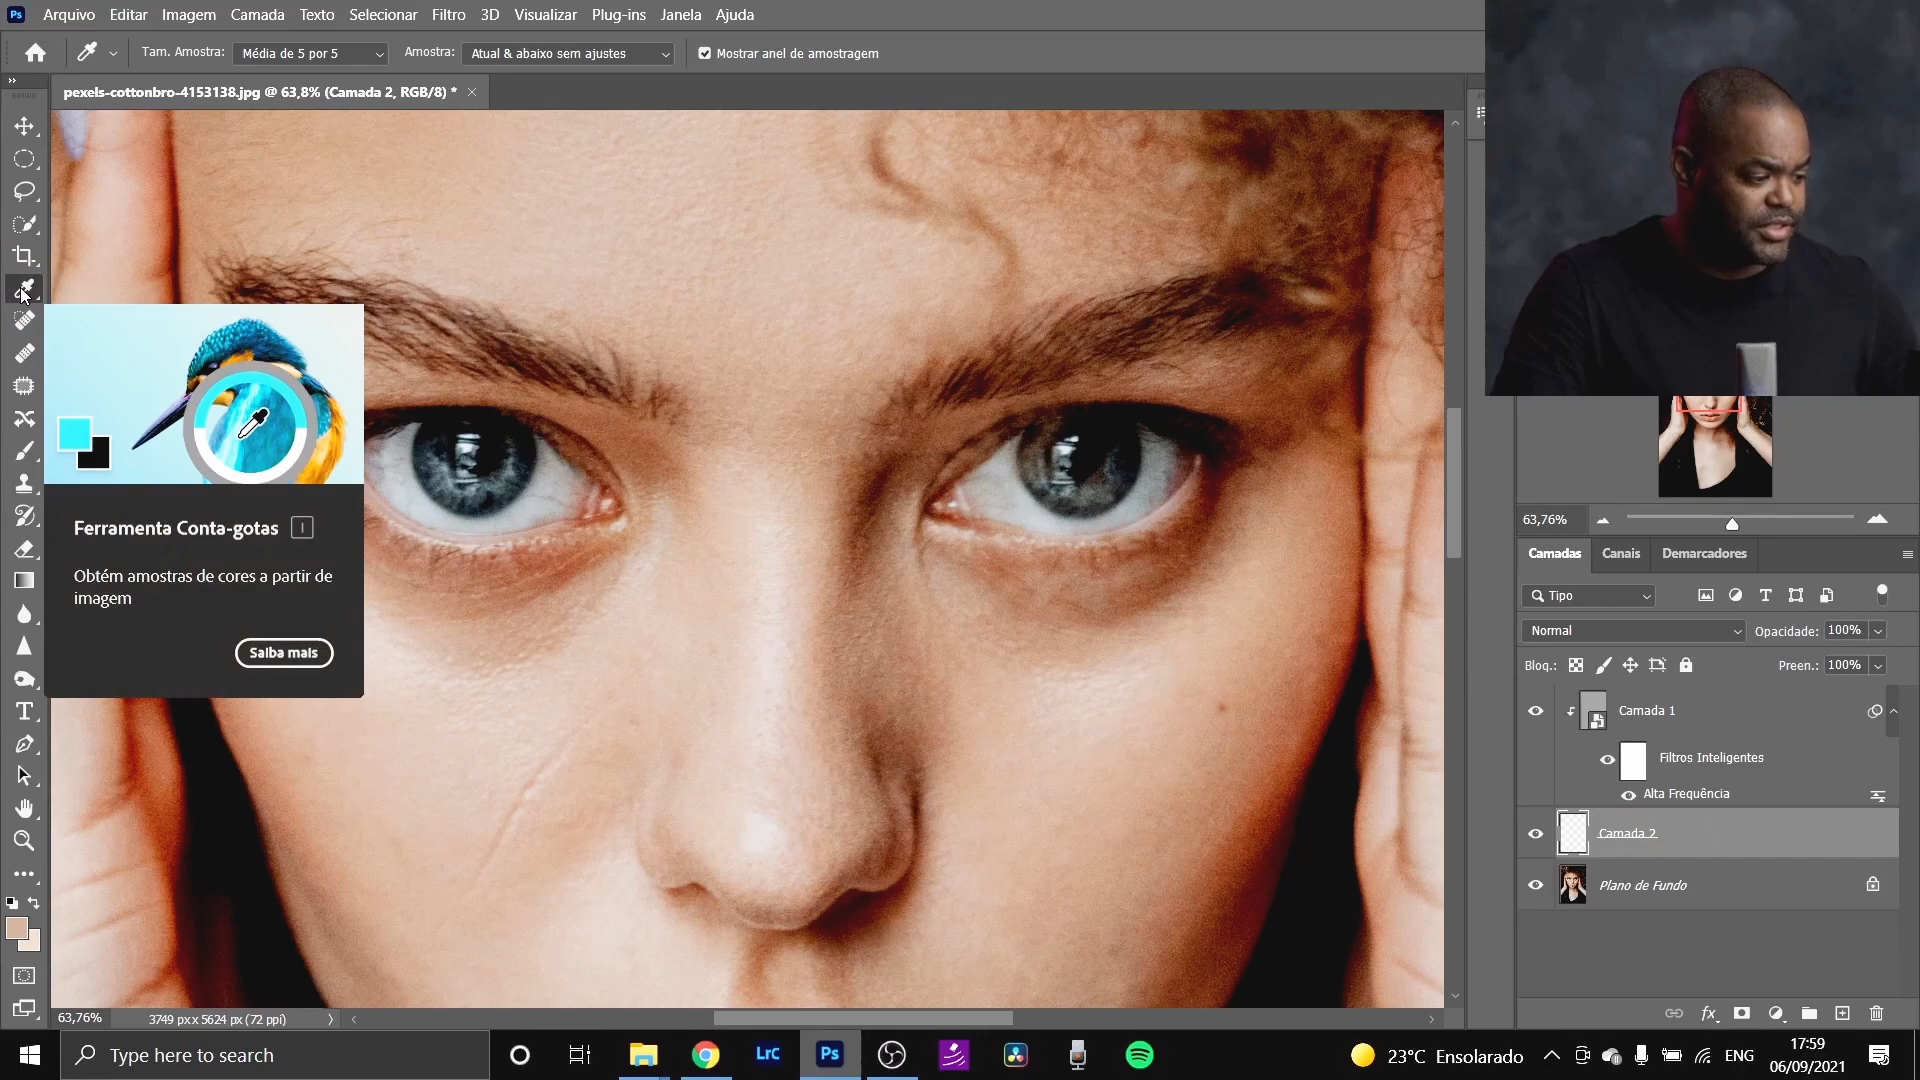 Ps Arquivo Editar Imagem Camada Texto Selecionar Filtro 3D Visualizar Plug-ins Janela Ajuda
Tam. Amostra: Média de 5 por 5 Amostra: Atual & abaixo sem ajustes Mostrar anel de amostragem
pexels-cottonbro-4153138.jpg @ 63,8% (Camada 2, RGB/8) *
Ferramenta Conta-gotas I
Obtém amostras de cores a partir de
imagem
Saiba mais
63,76%
Camadas Canais Demarcadores
Tipo
Normal Opacidade: 100%
Bloq.: Preen.: 100%
Camada 1
Filtros Inteligentes
Alta Frequência
Camada 2
Plano de Fundo
63,76% 3749 px x 5624 px (72 ppi)
Type here to search
LrC
Ps
23°C Ensolarado
ENG
17:59
06/09/2021